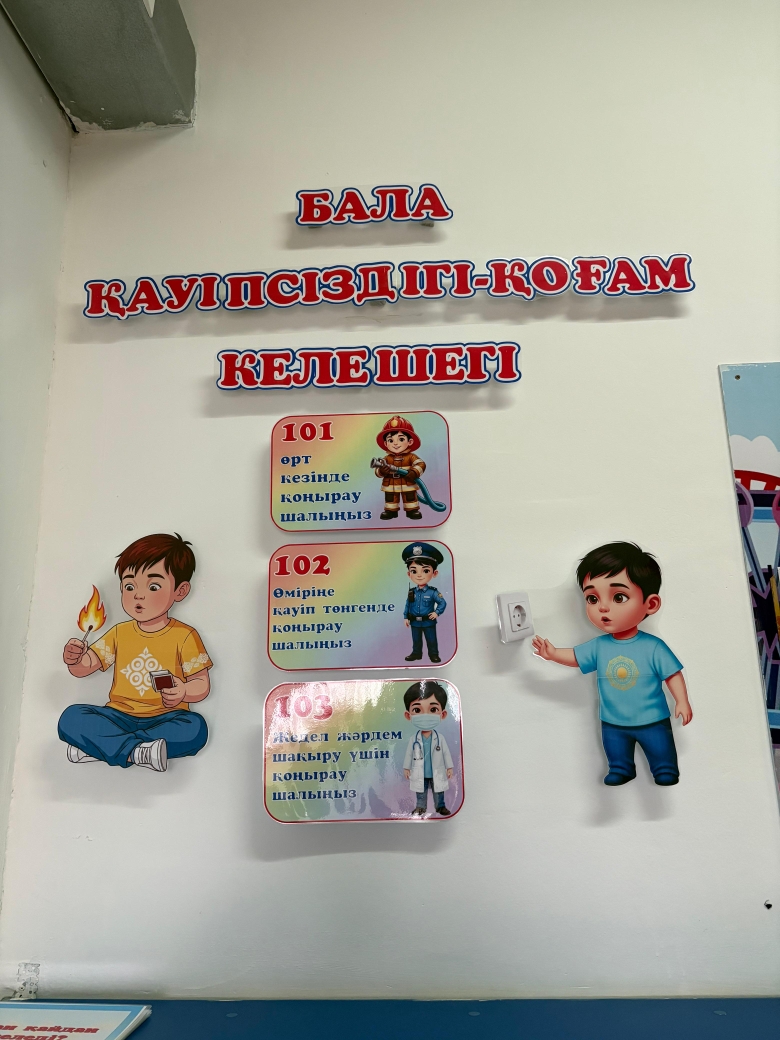 БАЛА
ҚАУІПСІЗДІГІ-ҚОҒАМ
КЕЛЕШЕГІ
101
өрт
кезінде
қоңырау
шалыңыз
102
Өміріңе
қауіп төнгенде
қоңырау
шалыңыз
103
Жедел жәрдем
шақыру үшін
қоңырау
шалыңыз
қайдан